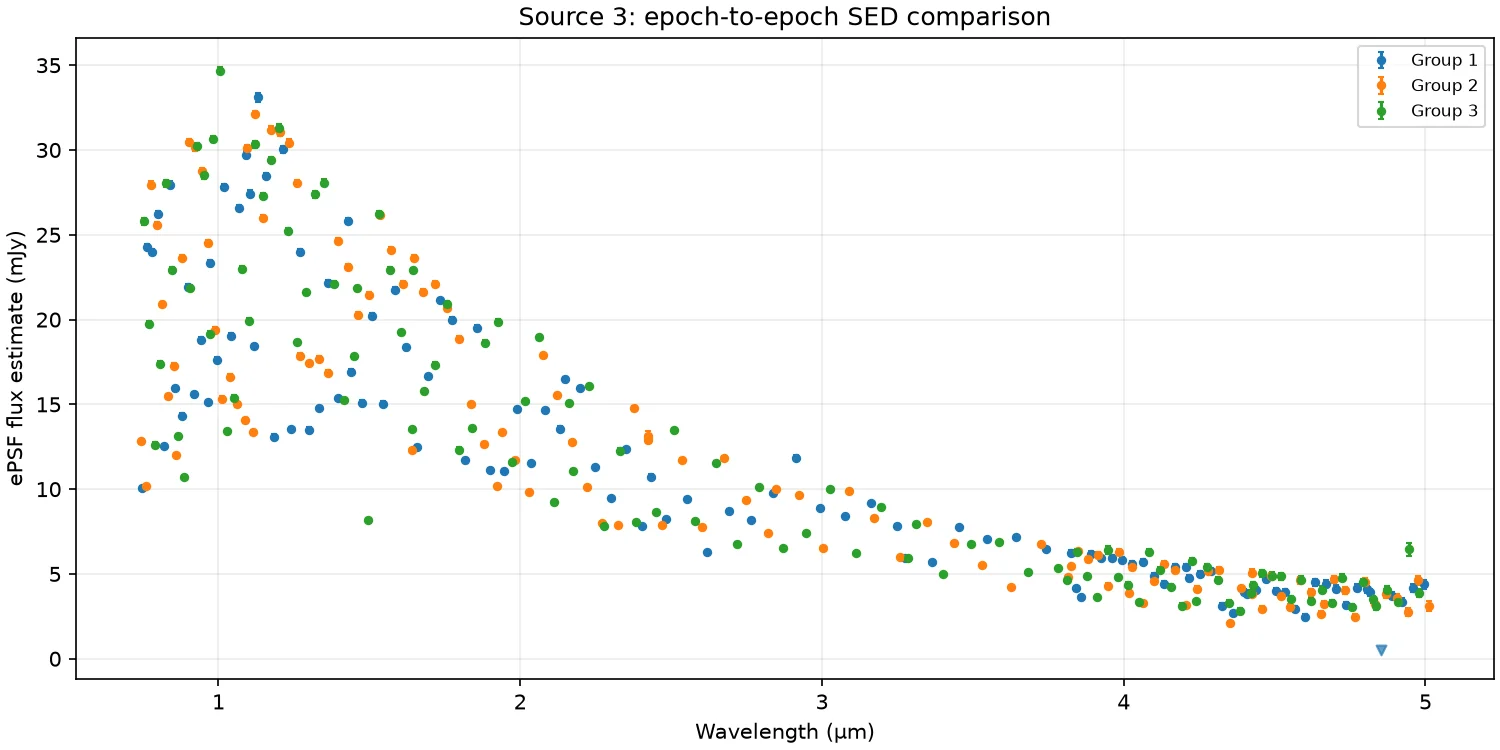 Source 3: epoch-to-epoch SED comparison
Group 1
Group 2
Group 3
ePSF flux estimate (mJy)
35
30
25
20
15
10
5
0
1 2 3 4 5
Wavelength (μm)